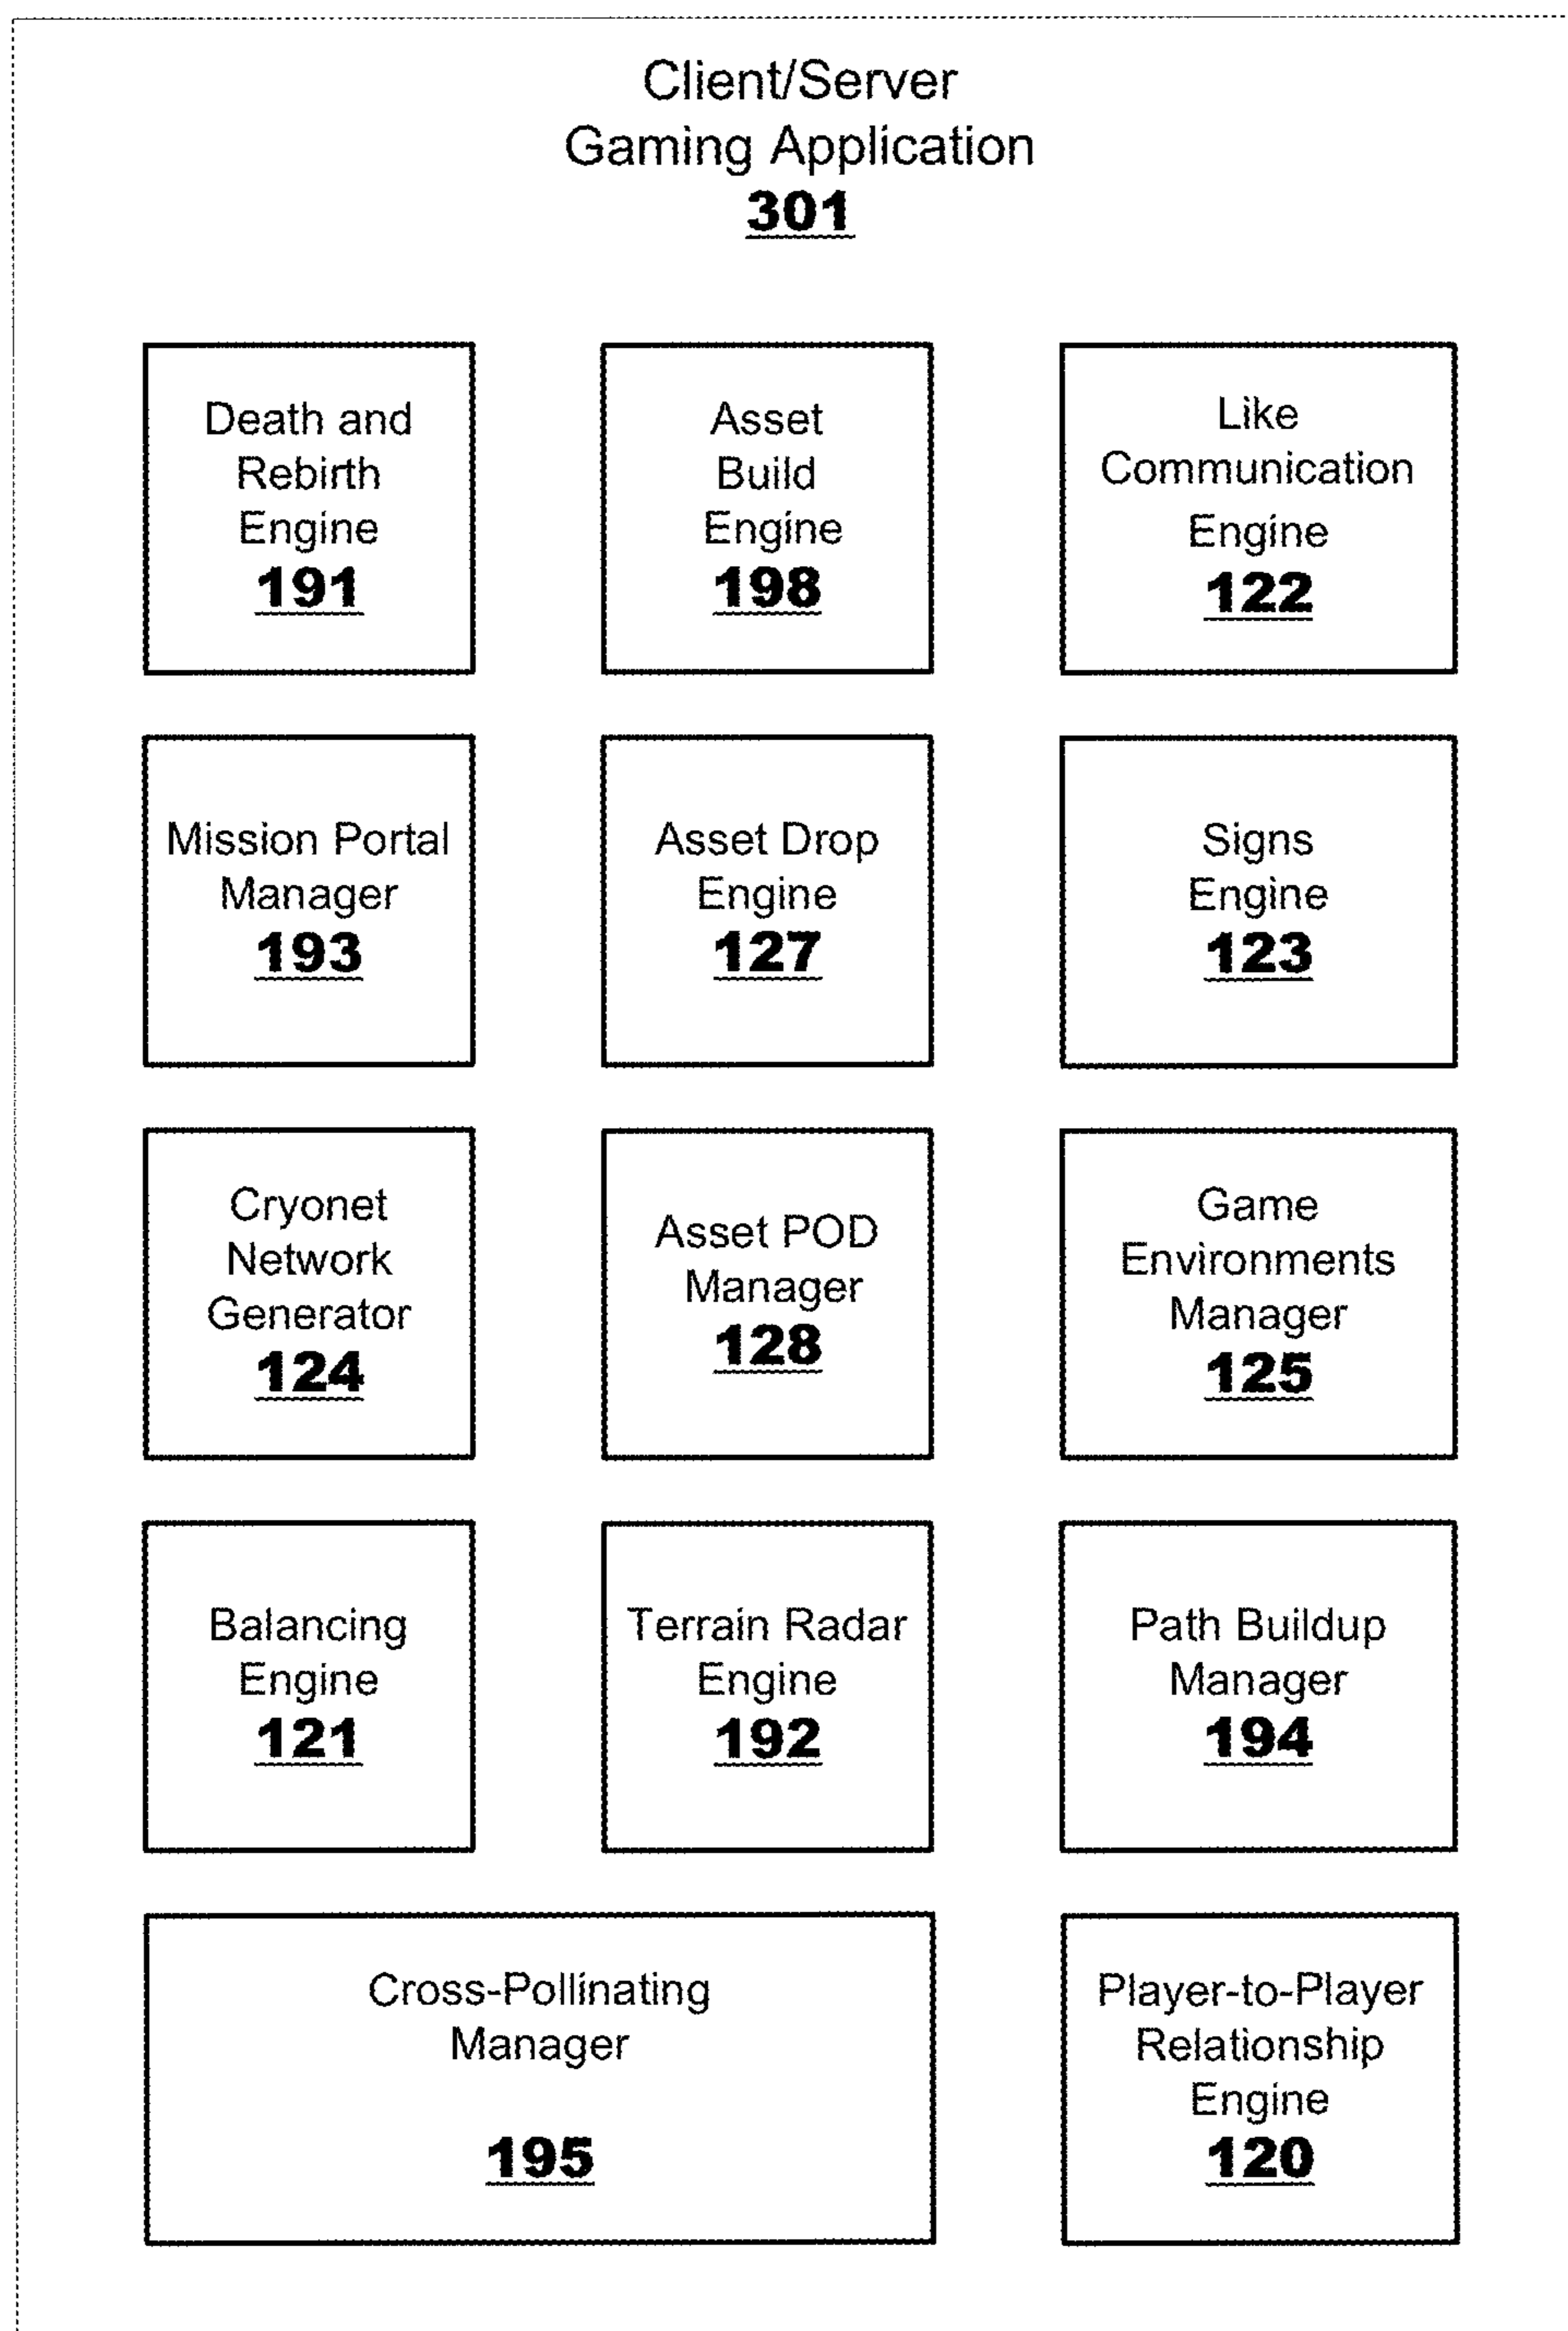 Client/Server
Gaming Application
301
Death and
Rebirth
Engine
191
Asset
Build
Engine
198
Like
Communication
Engine
122
Mission Portal
Manager
193
Asset Drop
Engine
127
Signs
Engine
123
Cryonet
Network
Generator
124
Asset POD
Manager
128
Game
Environments
Manager
125
Balancing
Engine
121
Terrain Radar
Engine
192
Path Buildup
Manager
194
Cross-Pollinating
Manager
195
Player-to-Player
Relationship
Engine
120